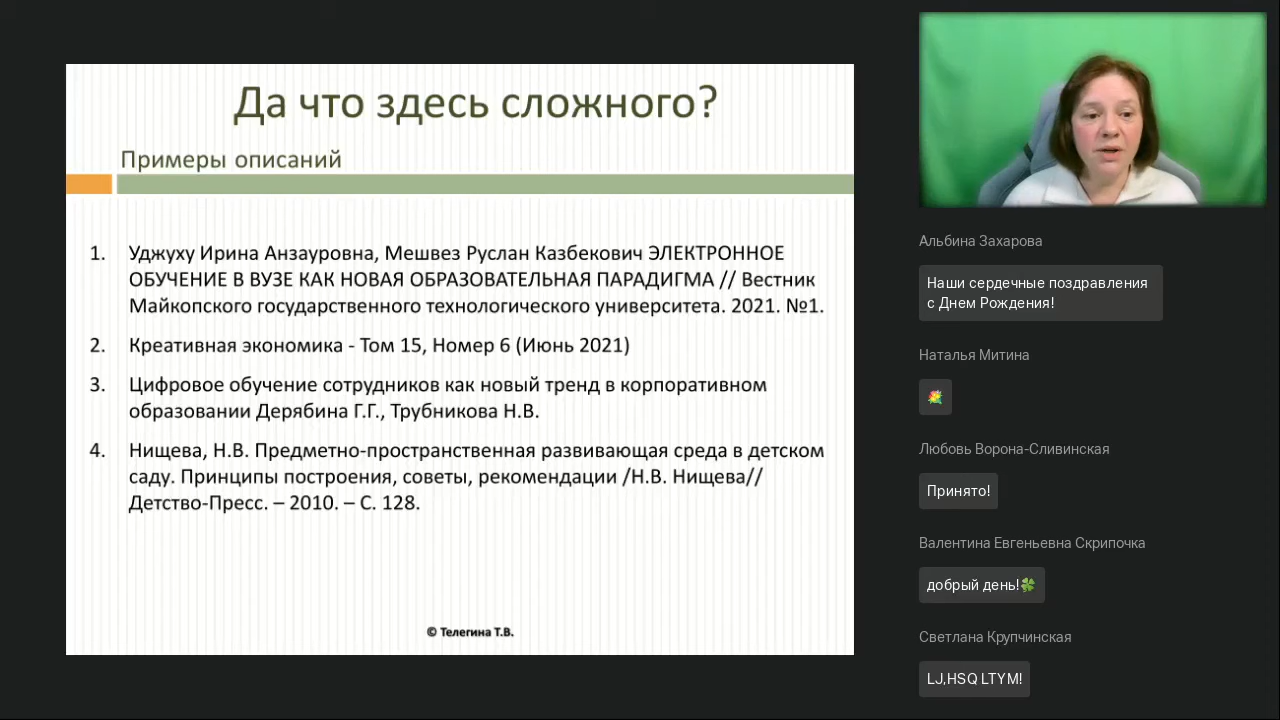 Да что здесь сложного?
Примеры описаний
1. Уджуху Ирина Анзауровна, Мешвез Руслан Казбекович ЭЛЕКТРОННОЕ
ОБУЧЕНИЕ В ВУЗЕ КАК НОВАЯ ОБРАЗОВАТЕЛЬНАЯ ПАРАДИГМА // Вестник
Майкопского государственного технологического университета. 2021. №1.
2. Креативная экономика - Том 15, Номер 6 (Июнь 2021)
3. Цифровое обучение сотрудников как новый тренд в корпоративном
образовании Дерябина Г.Г., Трубникова Н.В.
4. Нищева, Н.В. Предметно-пространственная развивающая среда в детском
саду. Принципы построения, советы, рекомендации /Н.В. Нищева//
Детство-Пресс. – 2010. – С. 128.
© Телегина Т.В.
Альбина Захарова
Наши сердечные поздравления
с Днем Рождения!
Наталья Митина
Любовь Ворона-Сливинская
Принято!
Валентина Евгеньевна Скрипочка
добрый день!🍀
Светлана Крупчинская
LJ,HSQ LTYM!